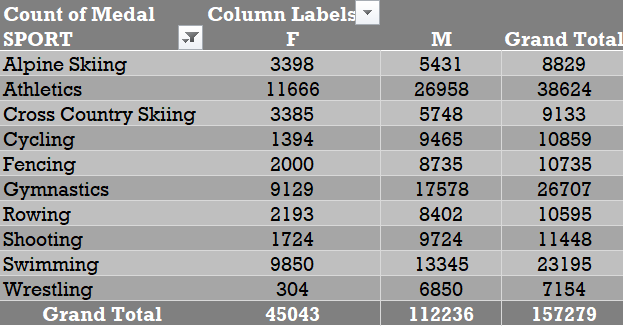 Count of Medal Column Labels
SPORT F M Grand Total
Alpine Skiing 3398 5431 8829
Athletics 11666 26958 38624
Cross Country Skiing 3385 5748 9133
Cycling 1394 9465 10859
Fencing 2000 8735 10735
Gymnastics 9129 17578 26707
Rowing 2193 8402 10595
Shooting 1724 9724 11448
Swimming 9850 13345 23195
Wrestling 304 6850 7154
Grand Total 45043 112236 157279